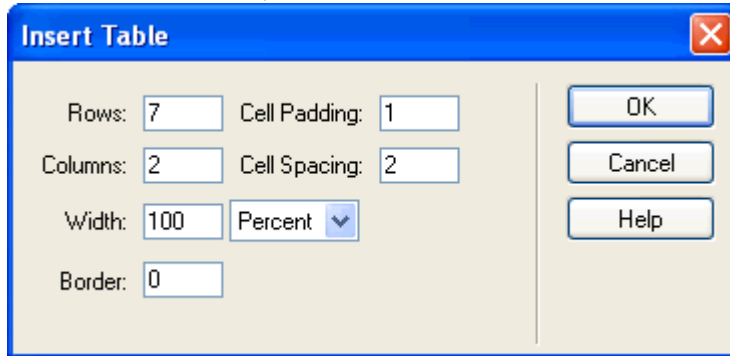 Insert Table
Rows: 7 Cell Padding: 1 OK
Columns: 2 Cell Spacing: 2 Cancel
Width: 100 Percent Help
Border: 0